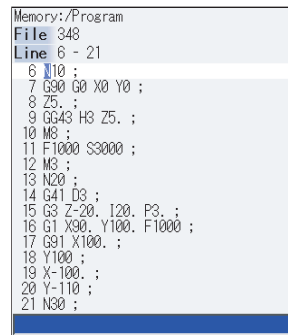 Memory:/Program
File 348
Line 6 - 21
6 N10 ;
7 G90 G0 X0 Y0 ;
8 Z5. ;
9 GG43 H3 Z5. ;
10 M8 ;
11 F1000 S3000 ;
12 M3 ;
13 N20 ;
14 G41 D3 ;
15 G3 Z-20. I20. P3. ;
16 G1 X90. Y100. F1000 ;
17 G91 X100. ;
18 Y100 ;
19 X-100. ;
20 Y-110 ;
21 N30 ;